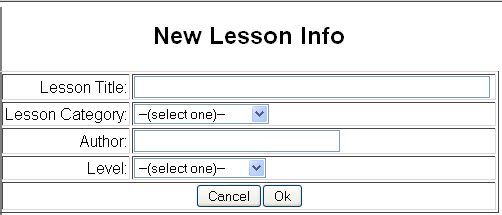 New Lesson Info
Lesson Title:
Lesson Category: --(select one)--
Author:
Level: --(select one)--
Cancel Ok